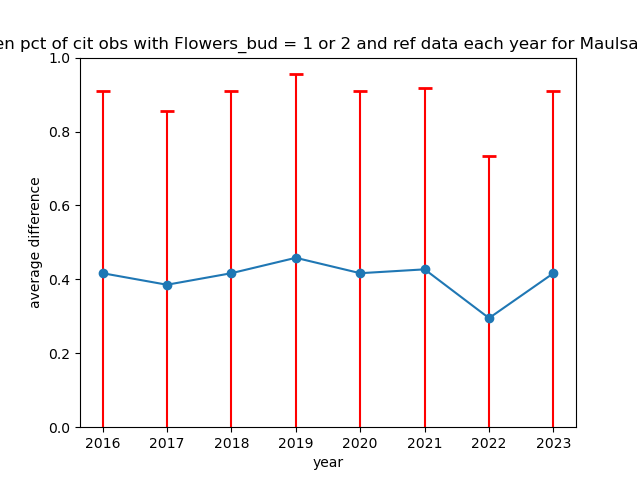 en pct of cit obs with Flowers_bud = 1 or 2 and ref data each year for Maulsa
1.0
0.8
0.6
0.4
0.2
0.0
average difference
2016 2017 2018 2019 2020 2021 2022 2023
year